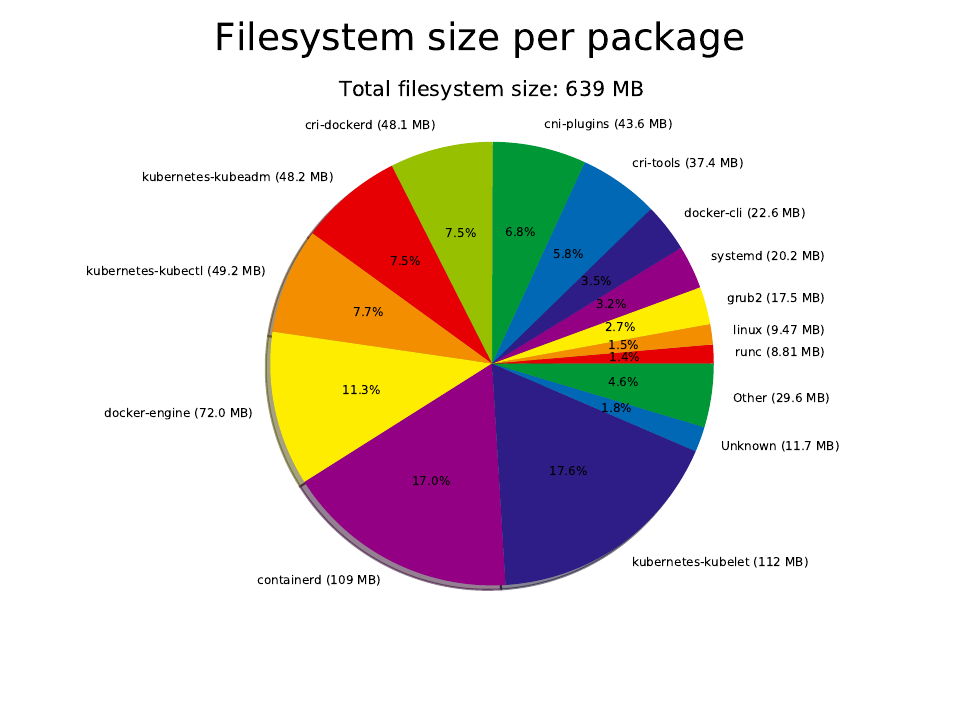 Filesystem size per package
Total filesystem size: 639 MB
cri-dockerd (48.1 MB)
cni-plugins (43.6 MB)
kubernetes-kubeadm (48.2 MB)
cri-tools (37.4 MB)
docker-cli (22.6 MB)
kubernetes-kubectl (49.2 MB)
systemd (20.2 MB)
grub2 (17.5 MB)
linux (9.47 MB)
runc (8.81 MB)
docker-engine (72.0 MB)
Other (29.6 MB)
Unknown (11.7 MB)
containerd (109 MB)
kubernetes-kubelet (112 MB)
7.5%
6.8%
7.5%
5.8%
3.5%
7.7%
3.2%
2.7%
1.5%
1.4%
11.3%
4.6%
1.8%
17.0%
17.6%